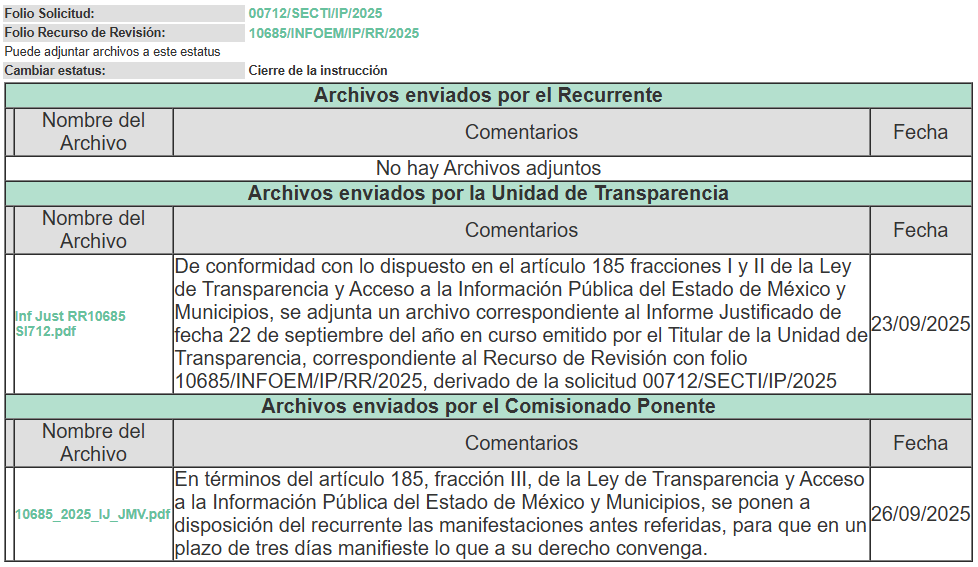 Folio Solicitud: 00712/SECTI/IP/2025
Folio Recurso de Revisión: 10685/INFOEM/IP/RR/2025
Puede adjuntar archivos a este estatus
Cambiar estatus: Cierre de la instrucción
Archivos enviados por el Recurrente
Nombre del
Archivo
Comentarios
Fecha
No hay Archivos adjuntos
Archivos enviados por la Unidad de Transparencia
Nombre del
Archivo
Comentarios
Fecha
Inf Just RR10685
SI712.pdf
De conformidad con lo dispuesto en el artículo 185 fracciones I y II de la Ley
de Transparencia y Acceso a la Información Pública del Estado de México y
Municipios, se adjunta un archivo correspondiente al Informe Justificado de
fecha 22 de septiembre del año en curso emitido por el Titular de la Unidad de
Transparencia, correspondiente al Recurso de Revisión con folio
10685/INFOEM/IP/RR/2025, derivado de la solicitud 00712/SECTI/IP/2025
23/09/2025
Archivos enviados por el Comisionado Ponente
Nombre del
Archivo
Comentarios
Fecha
10685_2025_IJ_JMV.pdf
En términos del artículo 185, fracción III, de la Ley de Transparencia y Acceso
a la Información Pública del Estado de México y Municipios, se ponen a
disposición del recurrente las manifestaciones antes referidas, para que en un
plazo de tres días manifieste lo que a su derecho convenga.
26/09/2025